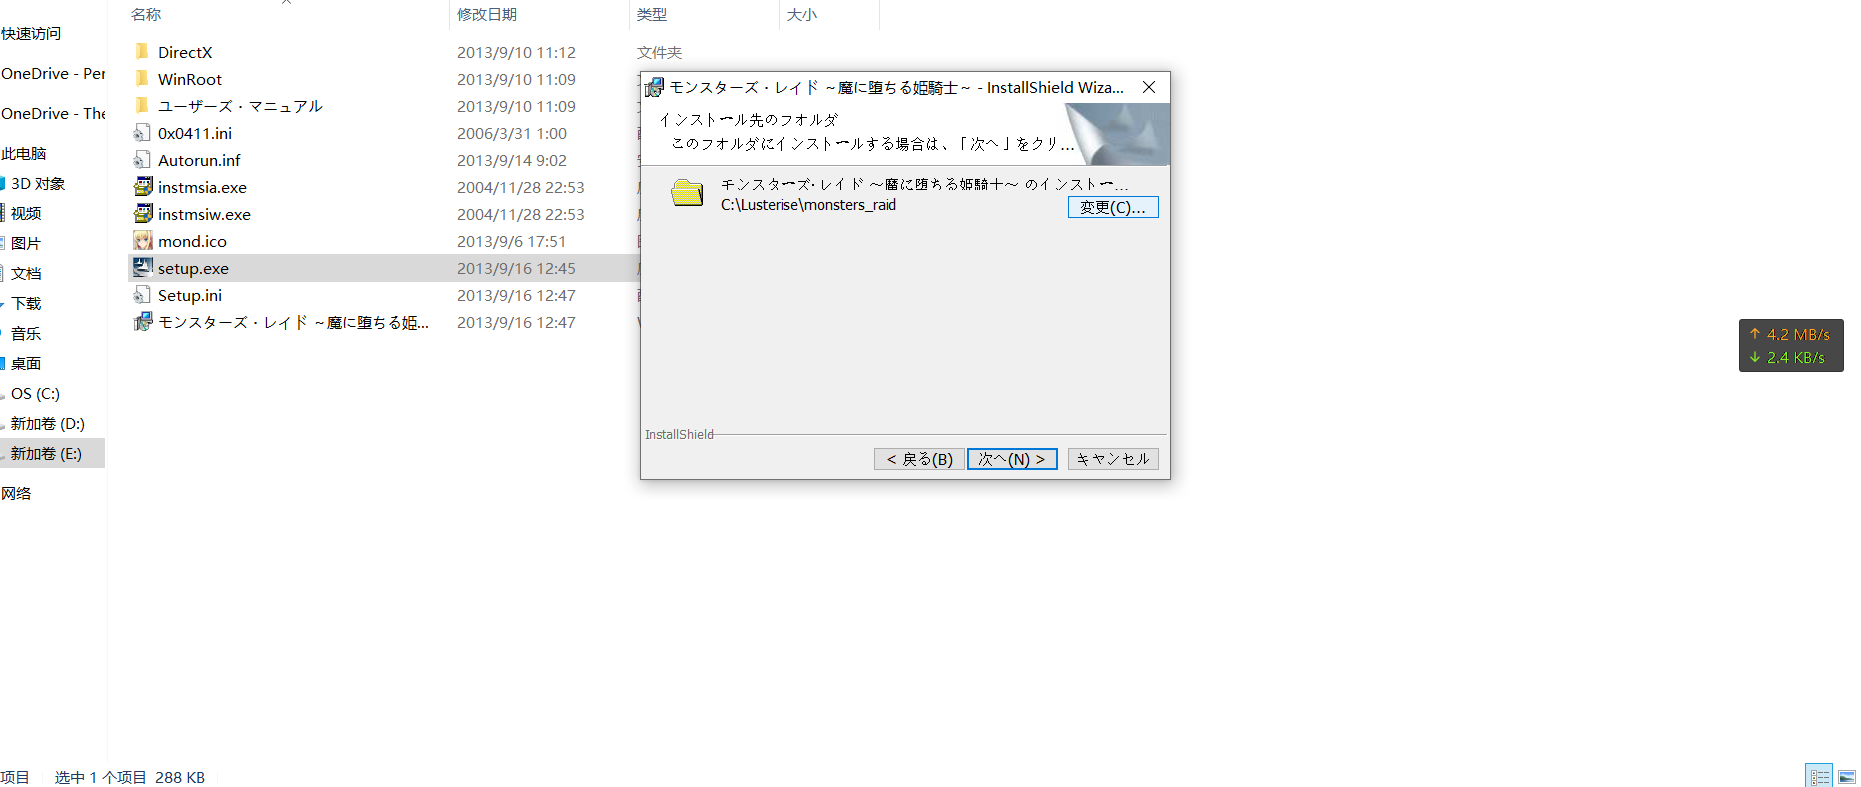 名称 修改日期 类型 大小
快速访问
OneDrive - Per
OneDrive - The
此电脑
3D 对象
视频
图片
文档
下载
音乐
桌面
OS (C:)
新加卷 (D:)
新加卷 (E:)
网络
DirectX 2013/9/10 11:12 文件夹
WinRoot 2013/9/10 11:09
ユーザーズ・マニュアル 2013/9/10 11:09
0x0411.ini 2006/3/31 1:00
Autorun.inf 2013/9/14 9:02
instmsia.exe 2004/11/28 22:53
instmsiw.exe 2004/11/28 22:53
mond.ico 2013/9/6 17:51
setup.exe 2013/9/16 12:45
Setup.ini 2013/9/16 12:47
モンスターズ・レイド ～魔に堕ちる姫... 2013/9/16 12:47
モンスターズ・レイド ～魔に堕ちる姫騎士～ - InstallShield Wiza...
インストール先のフォルダ
このフォルダにインストールする場合は、「次へ」をクリ...
モンスターズ・レイド ～魔に堕ちる姫騎士～ のインストー...
C:\Lusterise\monsters_raid
変更(C)...
InstallShield
< 戻る(B) 次へ(N) > キャンセル
↑ 4.2 MB/s
↓ 2.4 KB/s
项目 选中 1 个项目 288 KB